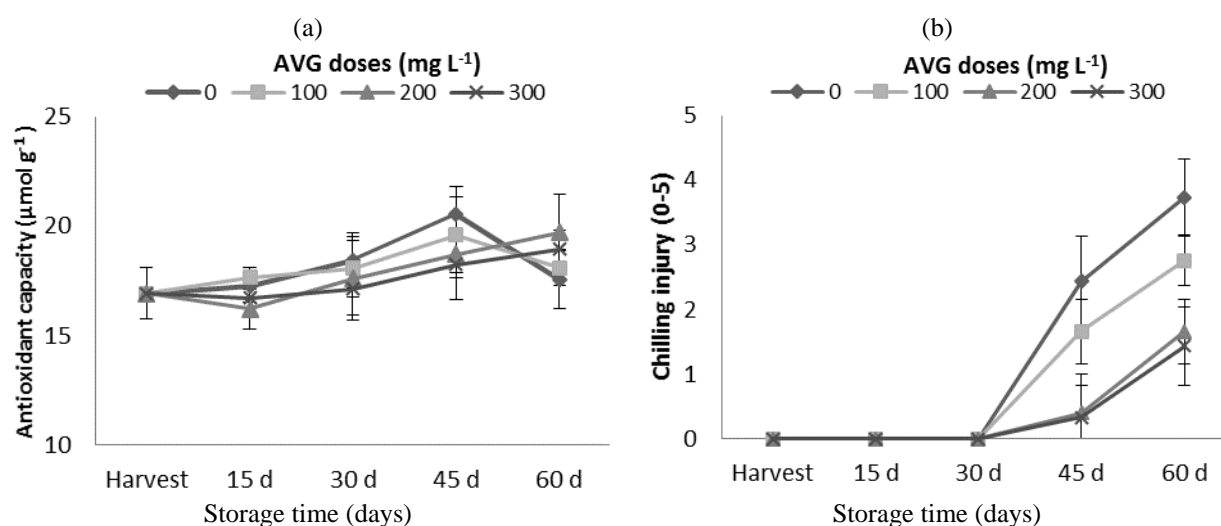 (a)
AVG doses (mg L-1)
0 100 200 300
Antioxidant capacity (µmol g-1)
25
20
15
10
Harvest 15 d 30 d 45 d 60 d
Storage time (days)
(b)
AVG doses (mg L-1)
0 100 200 300
Chilling injury (0-5)
5
4
3
2
1
0
Harvest 15 d 30 d 45 d 60 d
Storage time (days)